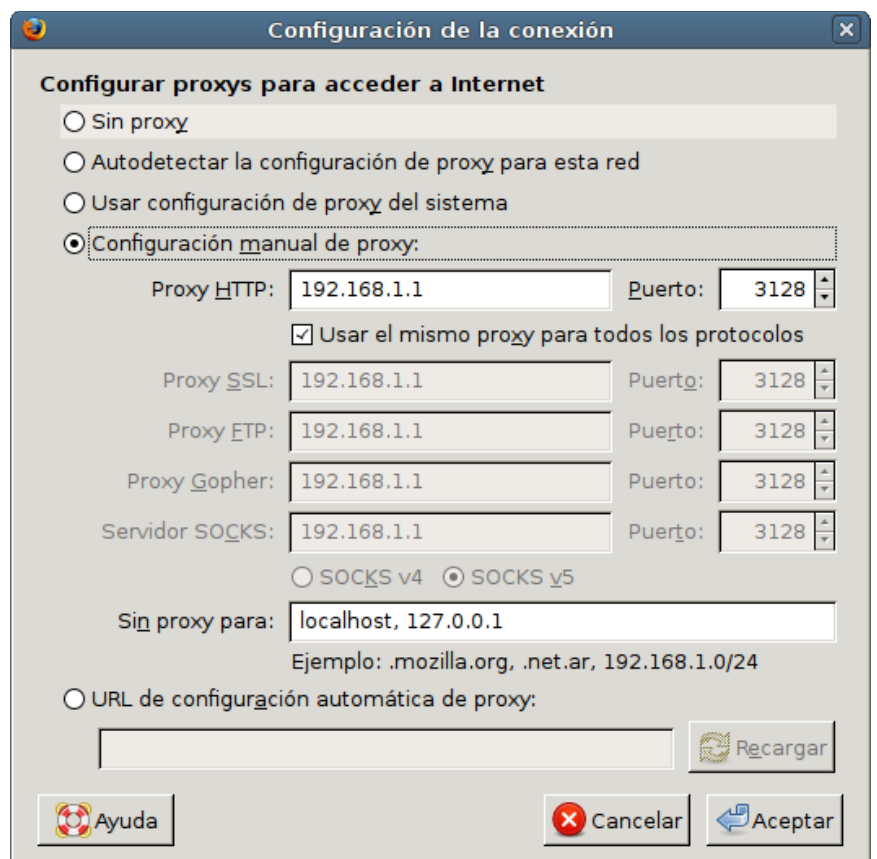 Configuración de la conexión
Configurar proxys para acceder a Internet
Sin proxy
Autodetectar la configuración de proxy para esta red
Usar configuración de proxy del sistema
Configuración manual de proxy:
Proxy HTTP: 192.168.1.1 Puerto: 3128
Usar el mismo proxy para todos los protocolos
Proxy SSL: 192.168.1.1 Puerto: 3128
Proxy FTP: 192.168.1.1 Puerto: 3128
Proxy Gopher: 192.168.1.1 Puerto: 3128
Servidor SOCKS: 192.168.1.1 Puerto: 3128
SOCKS v4 SOCKS v5
Sin proxy para: localhost, 127.0.0.1
Ejemplo: .mozilla.org, .net.ar, 192.168.1.0/24
URL de configuración automática de proxy:
Recargar
Ayuda Cancelar Aceptar